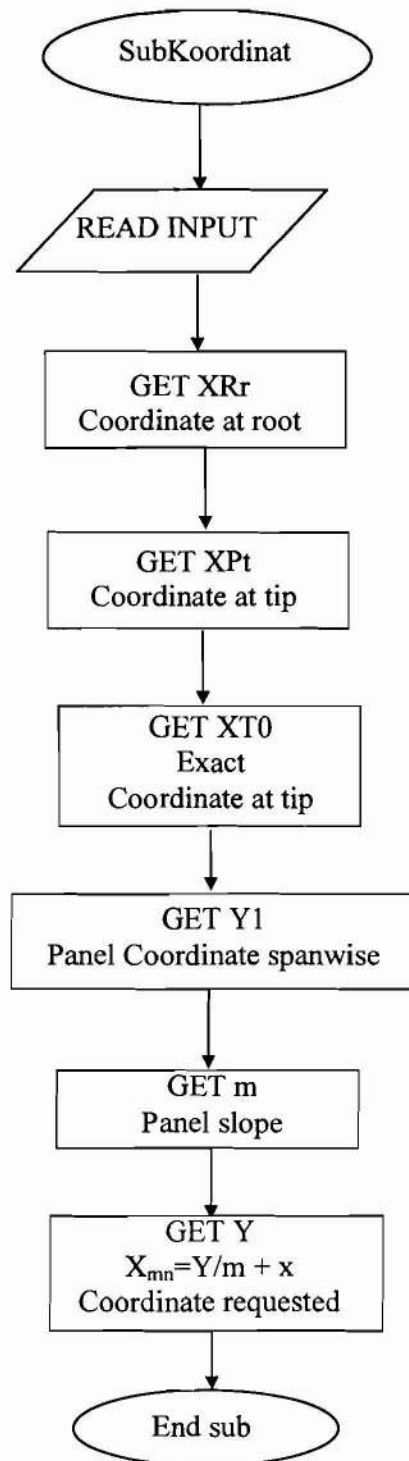 SubKoordinat
READ INPUT
GET XRr
Coordinate at root
GET XPt
Coordinate at tip
GET XT0
Exact
Coordinate at tip
GET Y1
Panel Coordinate spanwise
GET m
Panel slope
GET Y
Xₘₙ=Y/m + x
Coordinate requested
End sub